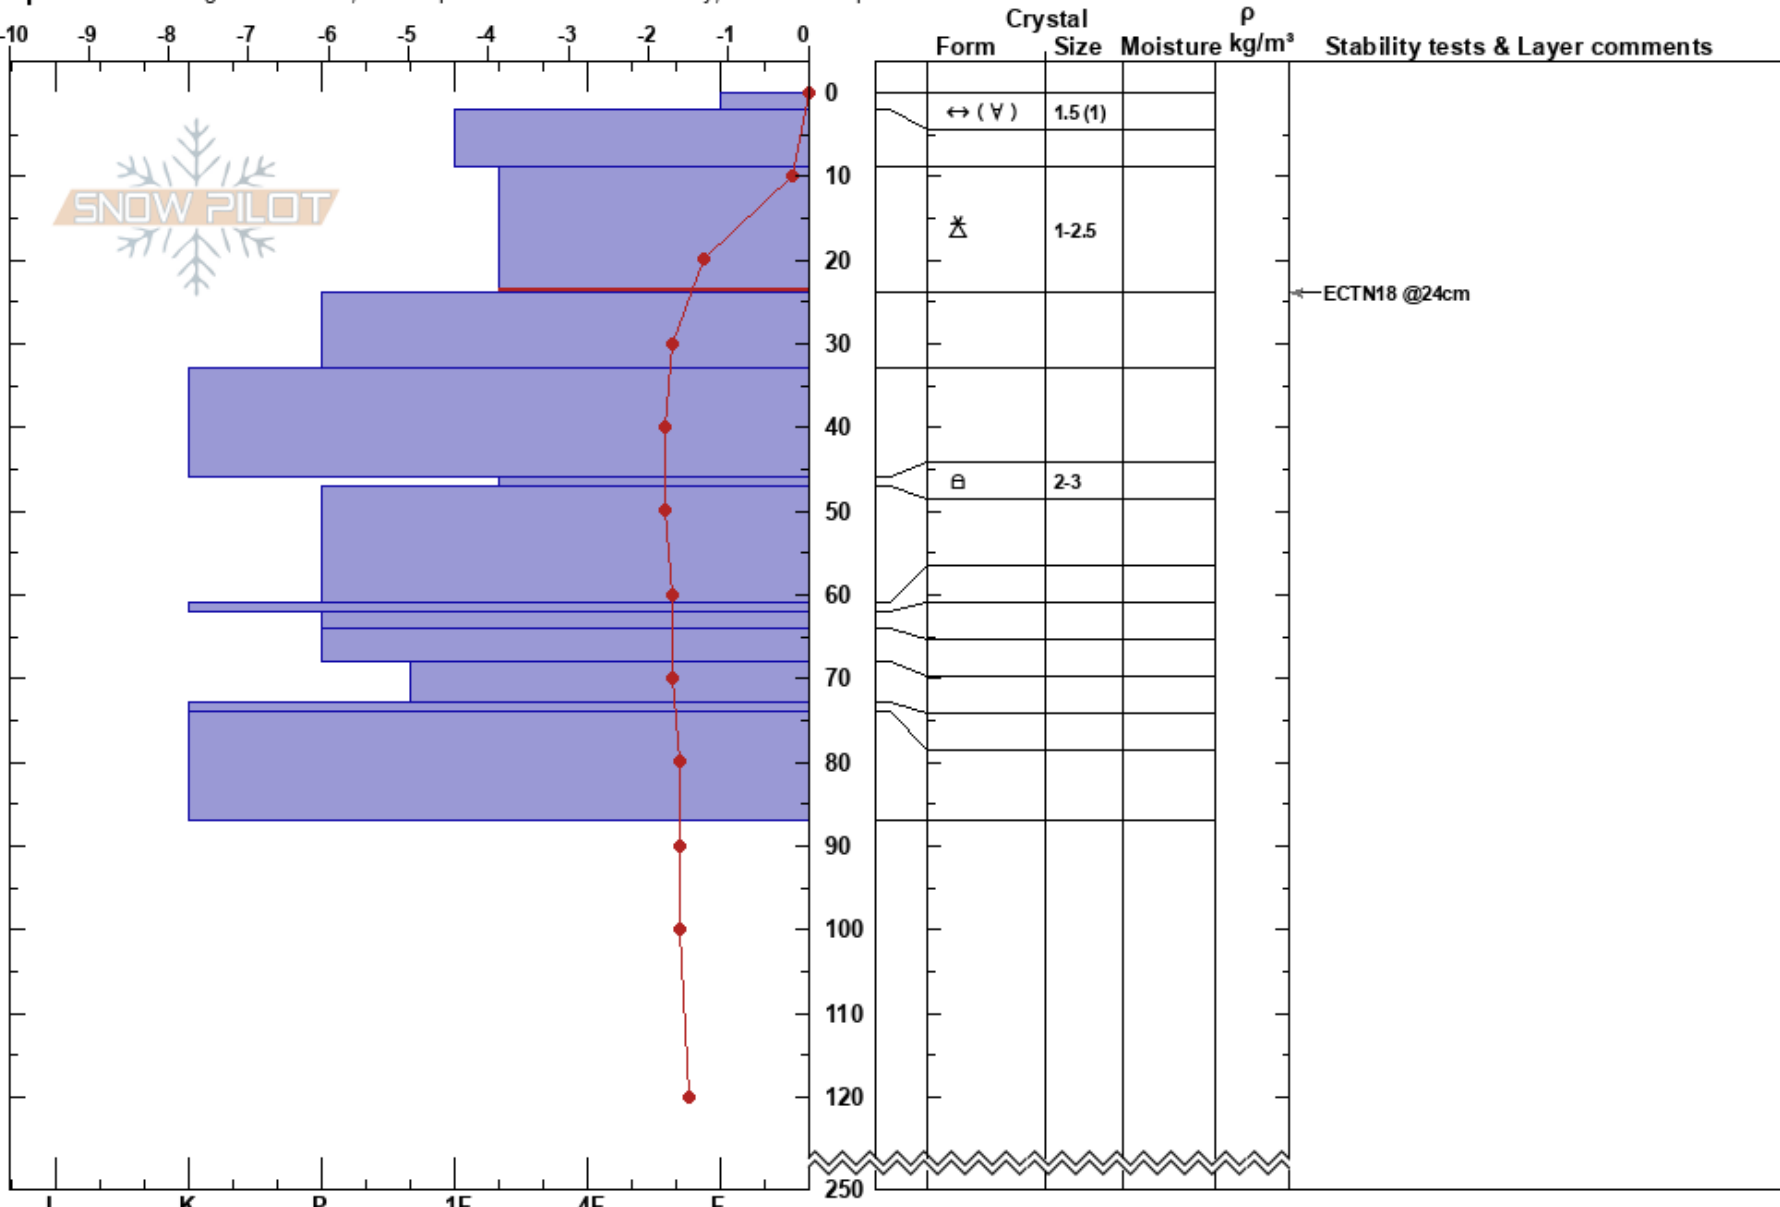 Crystal
ρ
-10 -9 -8 -7 -6 -5 -4 -3 -2 -1 0
Form Size Moisture kg/m³ Stability tests & Layer comments
SNOW PILOT
0
↔ ( ∀ ) 1.5 (1)
10
1-2.5
20
ECTN18 @24cm
30
40
2-3
50
60
70
80
90
100
110
120
250
I K P 1F 4F F